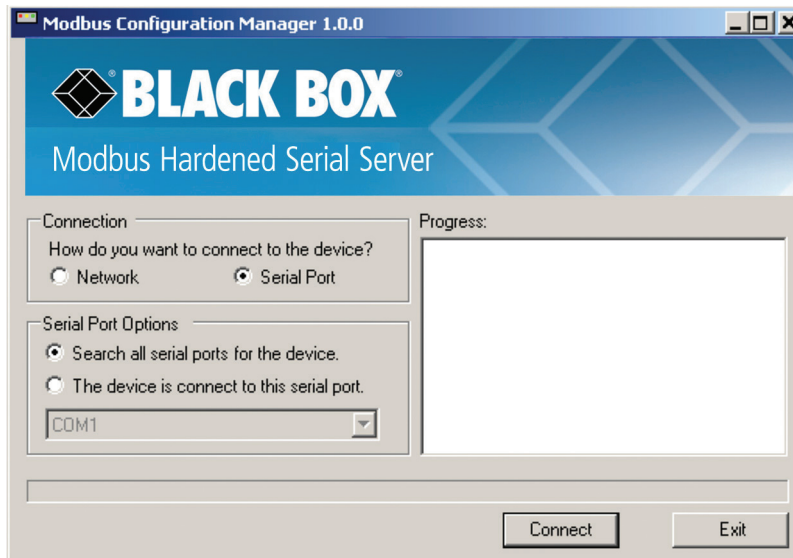 Modbus Configuration Manager 1.0.0
BLACK BOX®
Modbus Hardened Serial Server
Connection
How do you want to connect to the device?
Network Serial Port
Serial Port Options
Search all serial ports for the device.
The device is connect to this serial port.
COM1
Progress:
Connect Exit